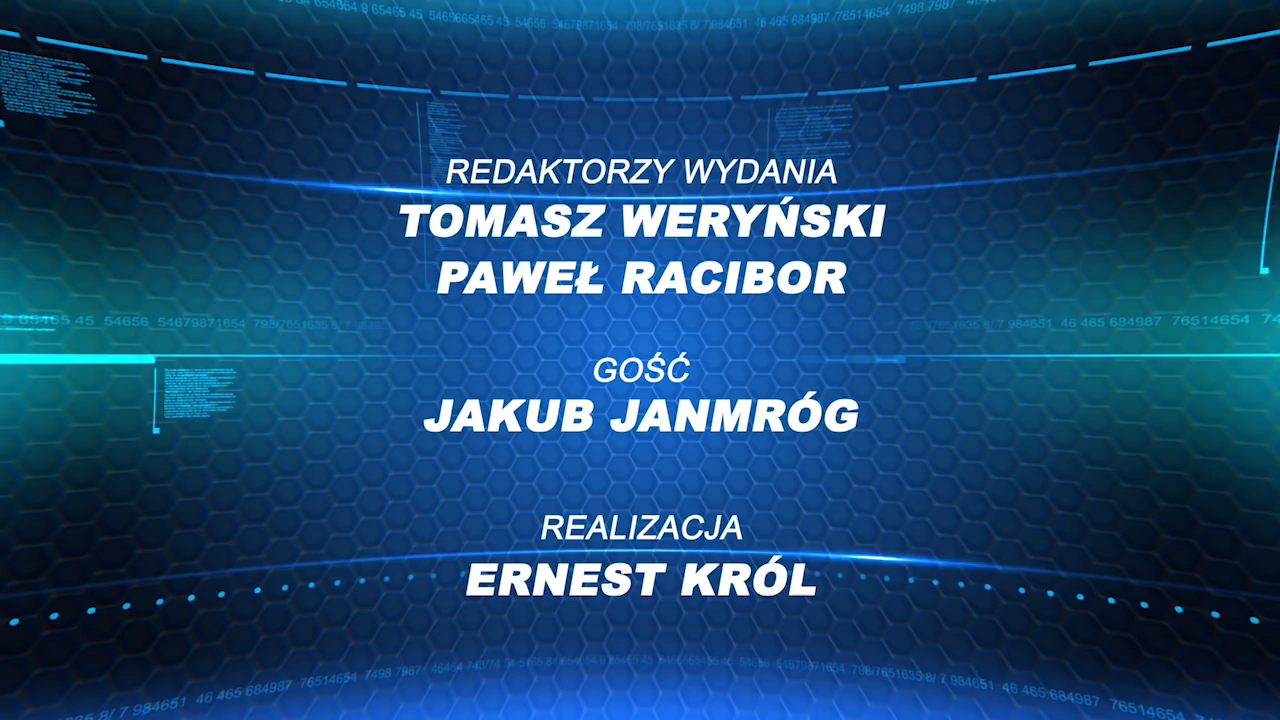 REDAKTORZY WYDANIA
TOMASZ WERYŃSKI
PAWEŁ RACIBOR
GOŚĆ
JAKUB JANMRÓG
REALIZACJA
ERNEST KRÓL